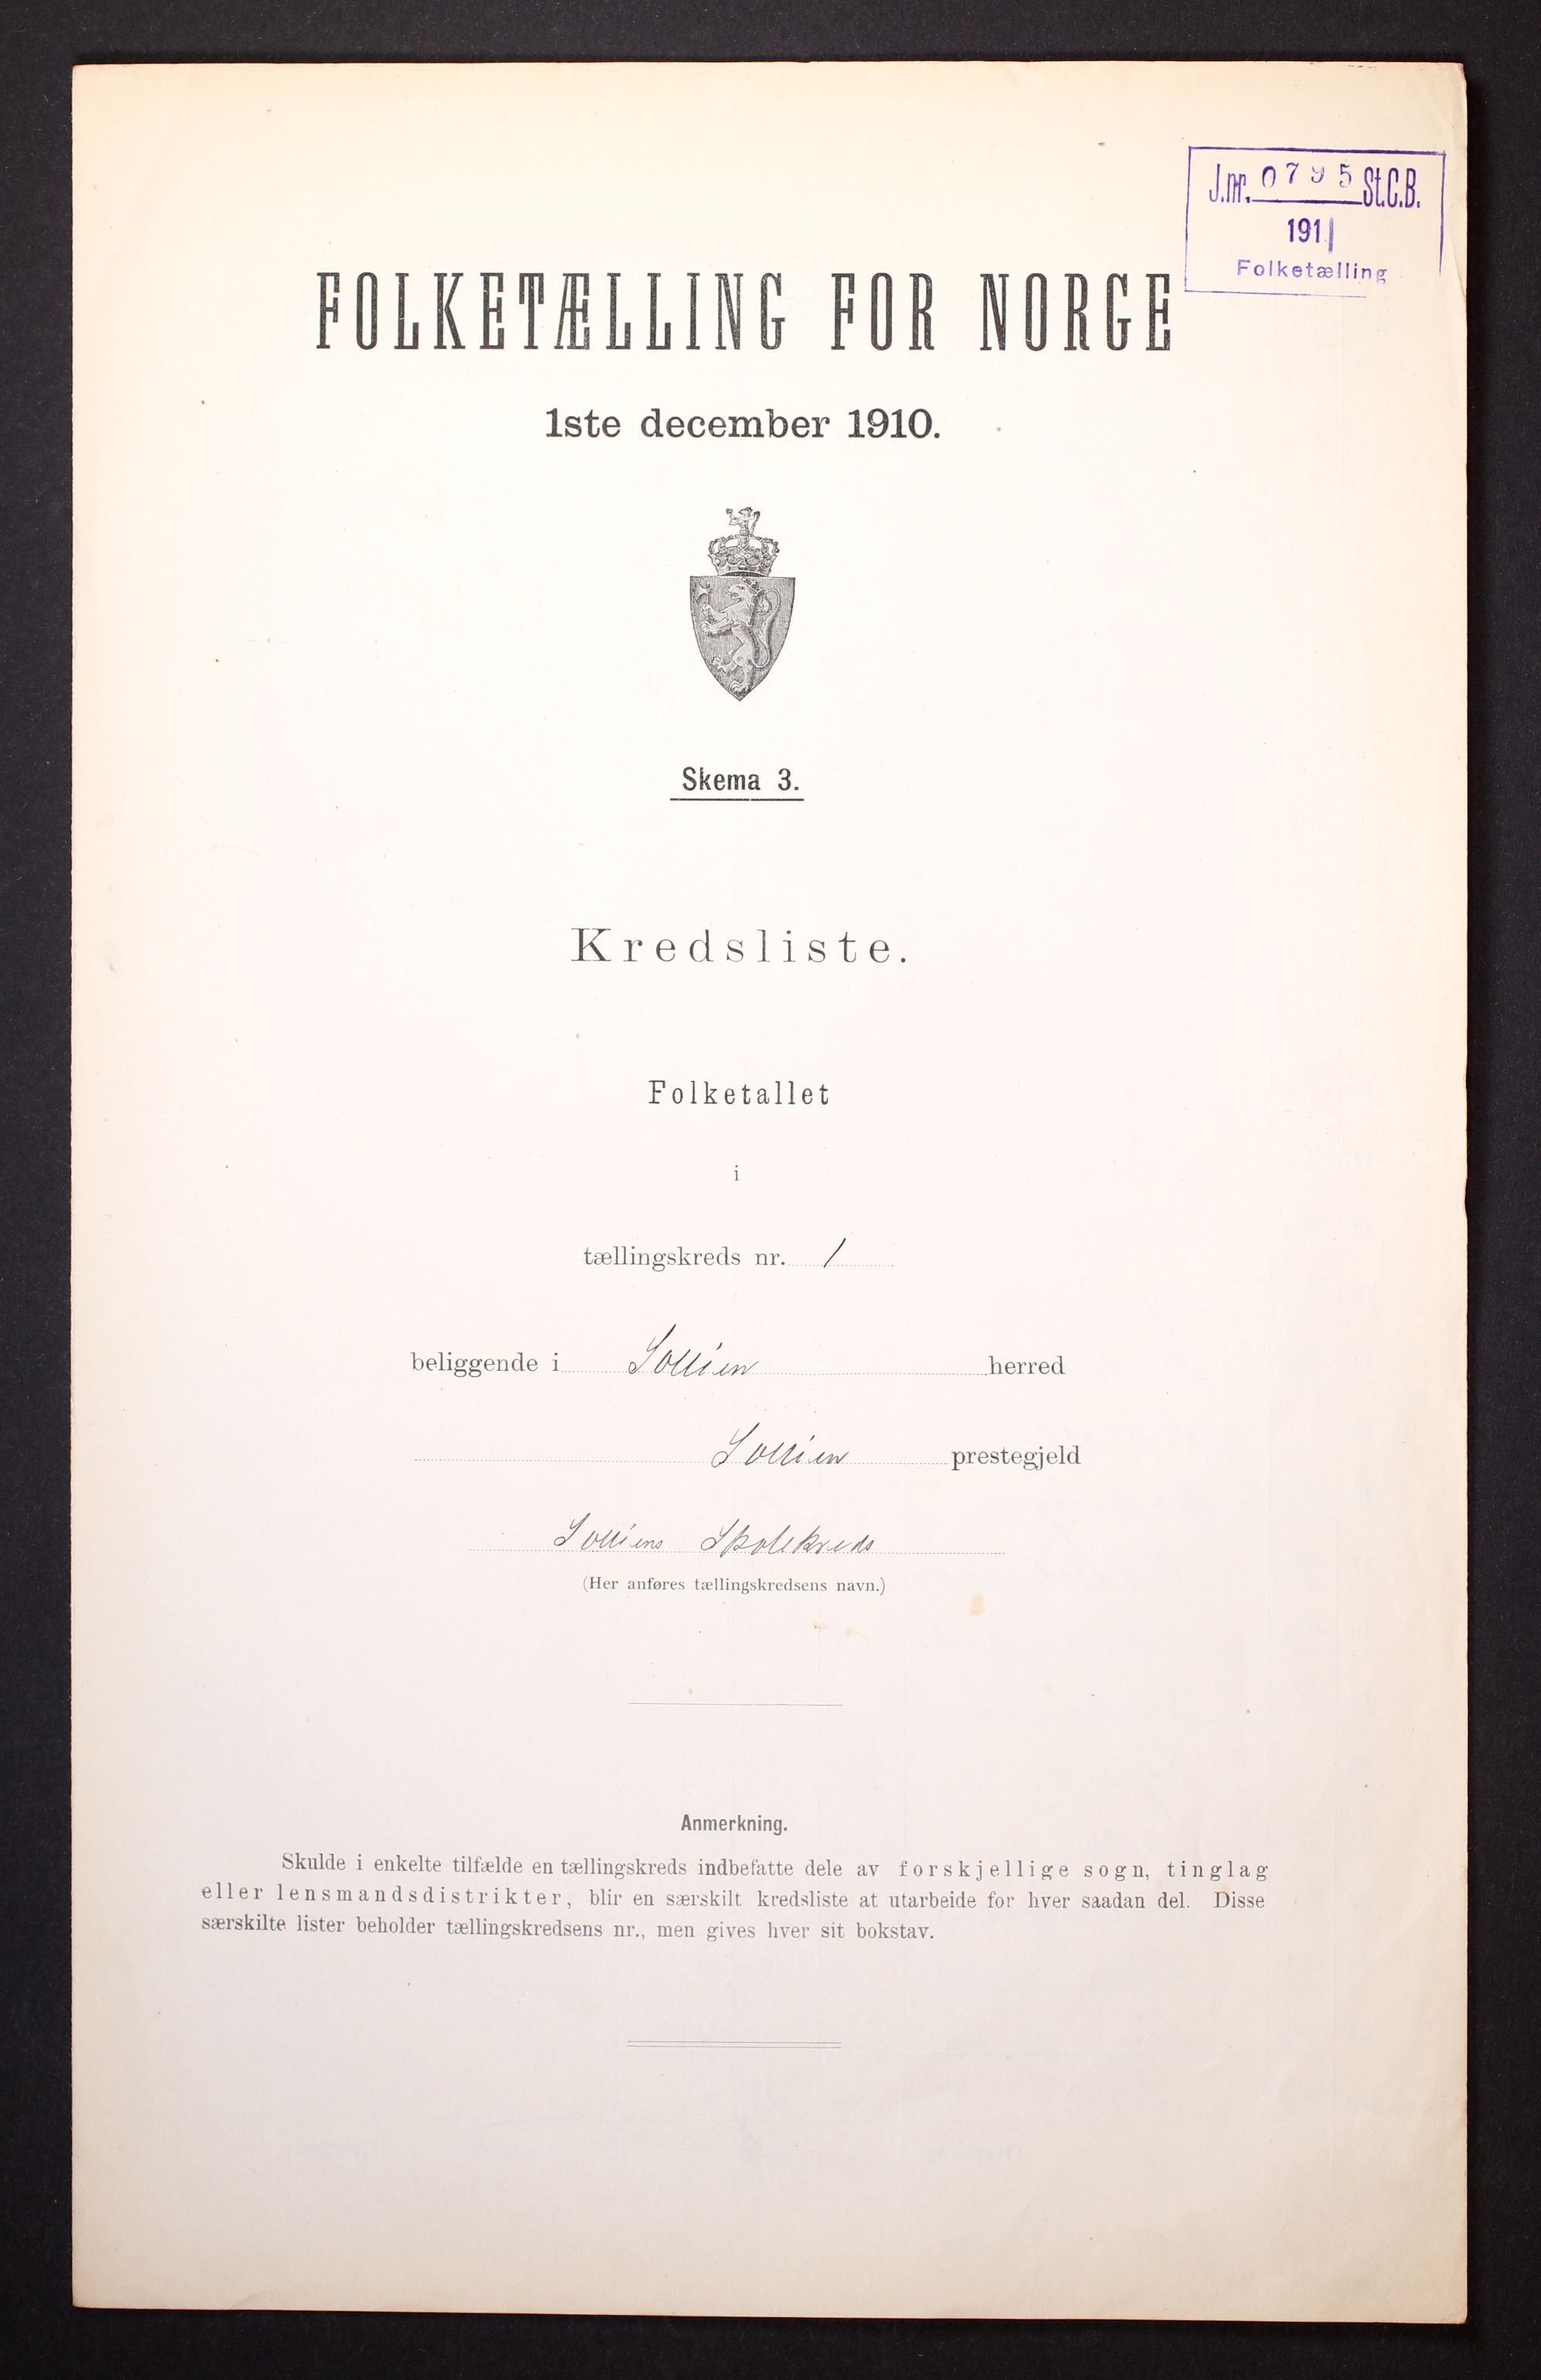 J.nr. 0795 St.C.B.
1911
Folketælling
FOLKETÆLLING FOR NORGE
1ste december 1910.
Skema 3.
Kredsliste.
Folketallet
i
tællingskreds nr. 1
beliggende i Sollien herred
Sollien prestegjeld
Solliens Skolekreds
(Her anføres tællingskredsens navn.)
Anmerkning.
Skulde i enkelte tilfælde en tællingskreds indbefatte dele av forskjellige sogn, tinglag
eller lensmandsdistrikter, blir en særskilt kredsliste at utarbeide for hver saadan del. Disse
særskilte lister beholder tællingskredsens nr., men gives hver sit bokstav.